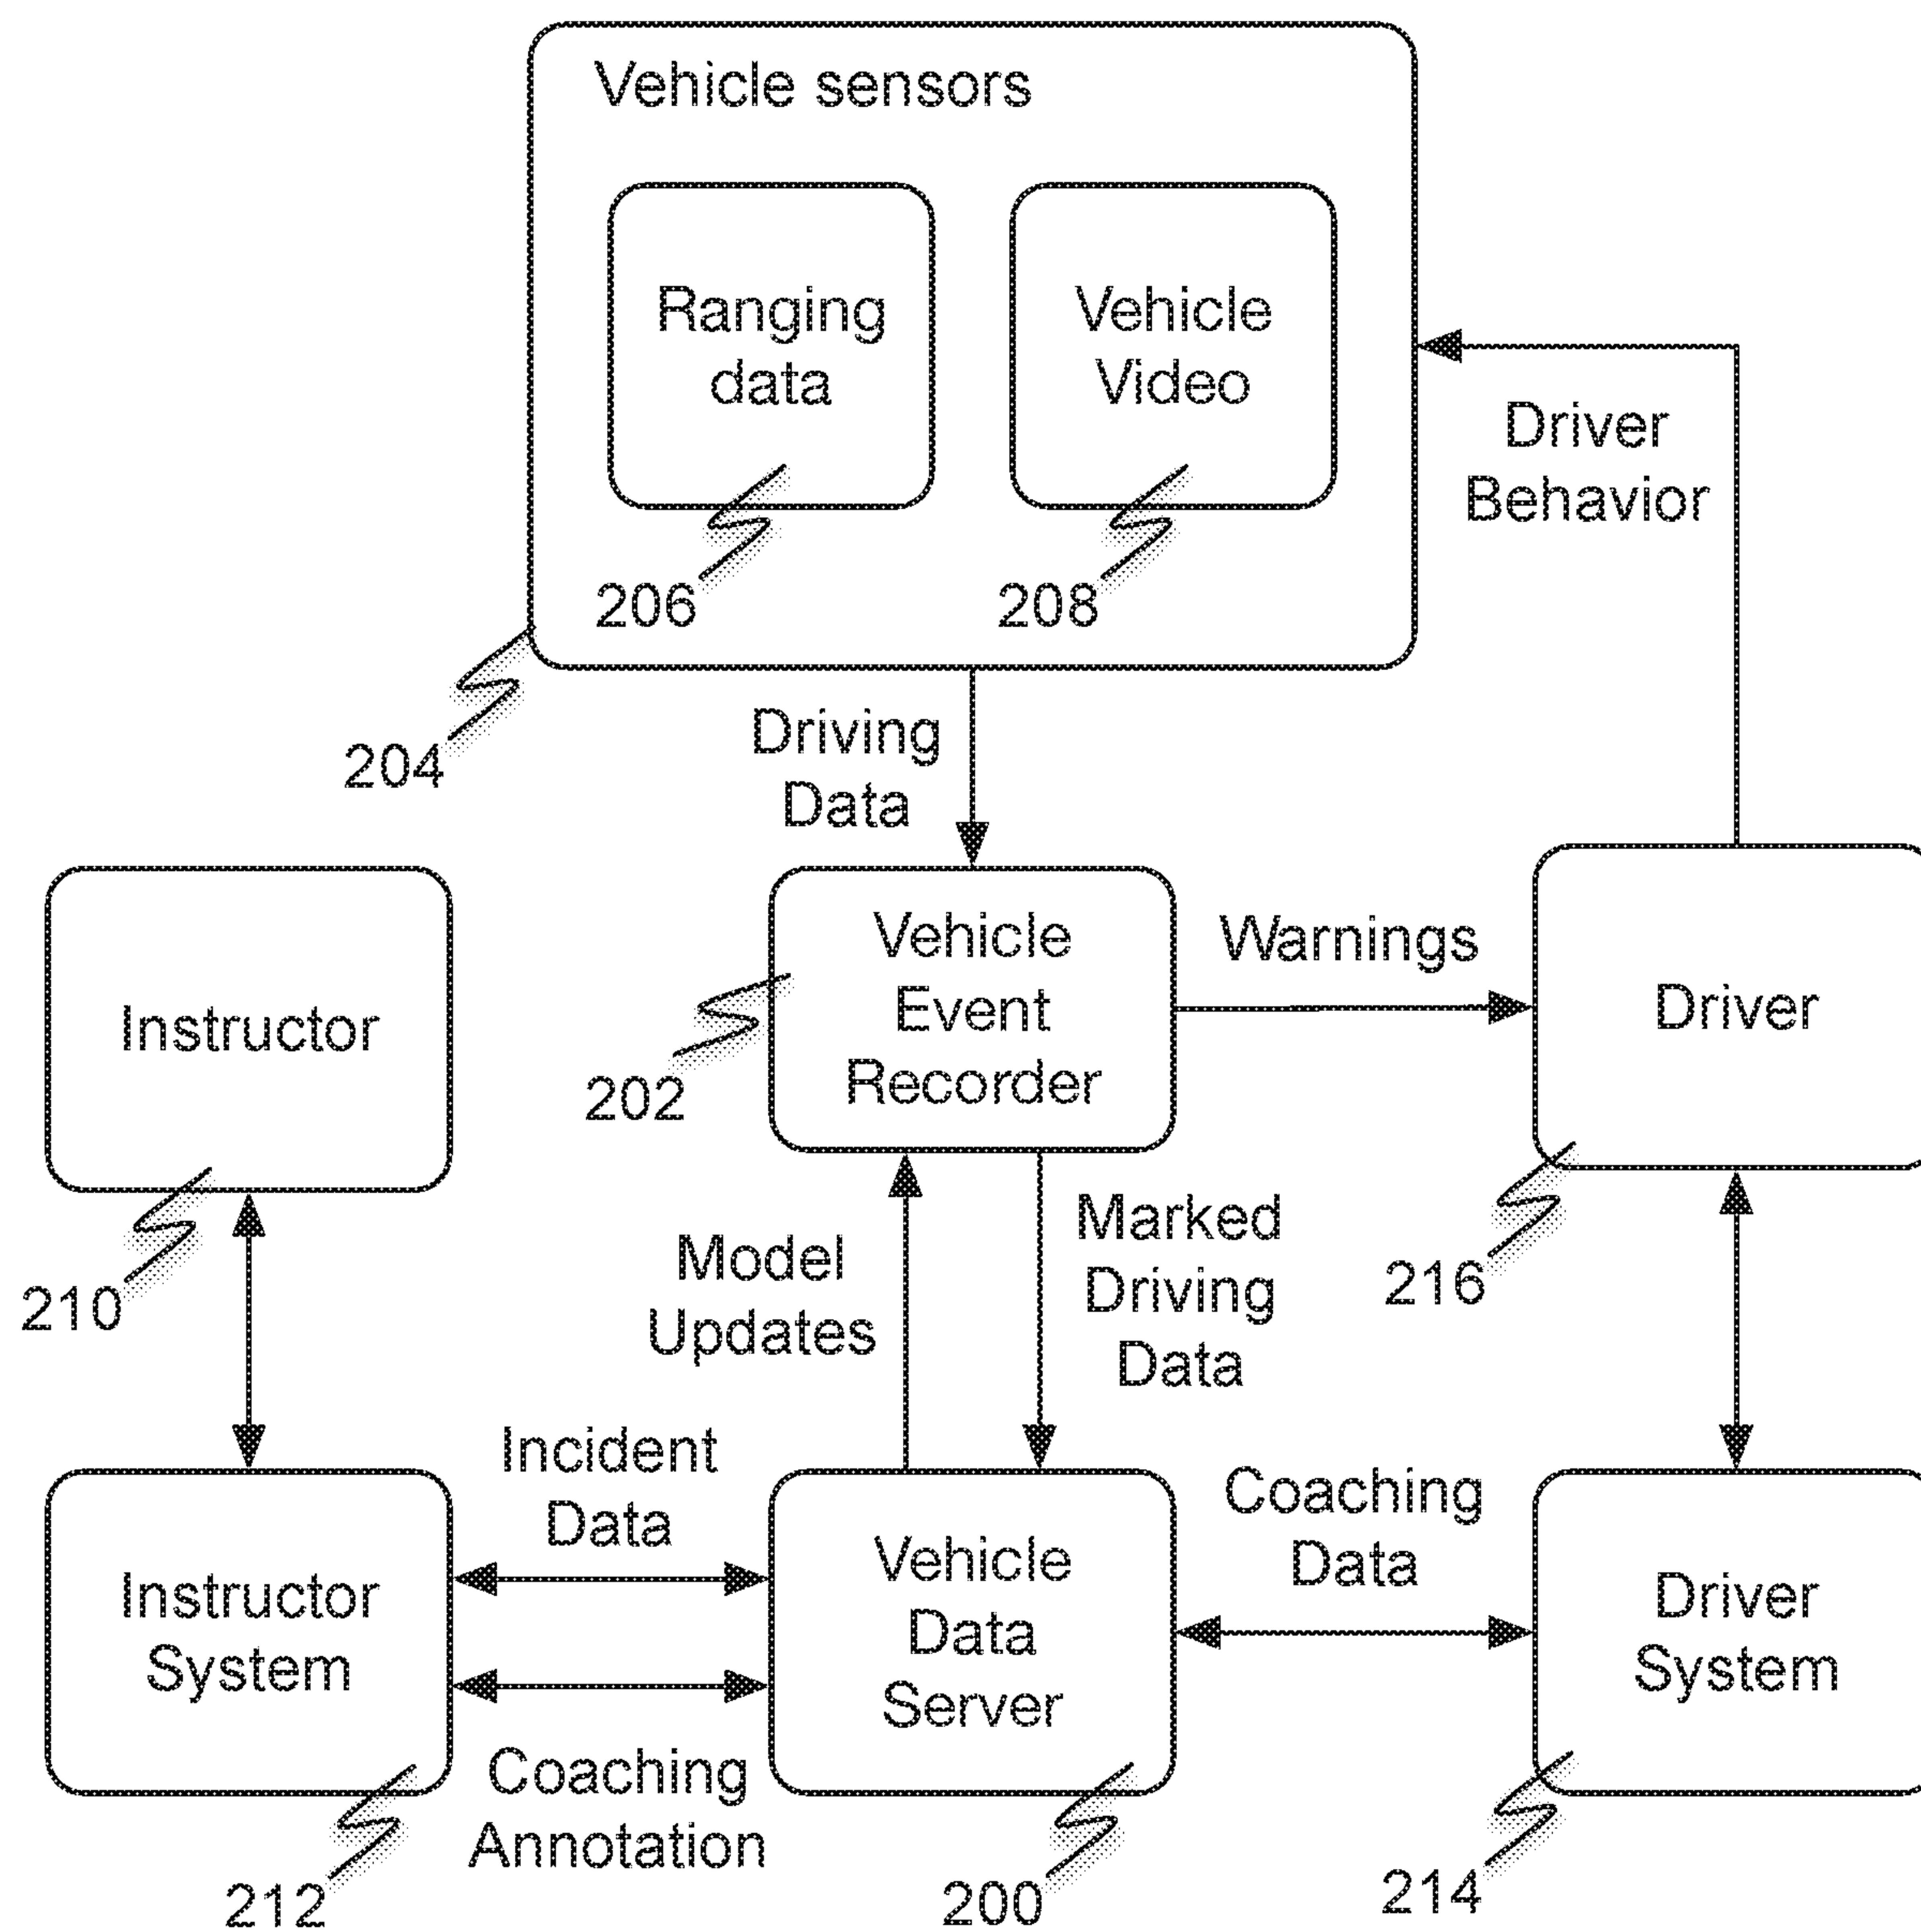 Vehicle sensors
Ranging
data
Vehicle
Video
206
208
204
Driver
Behavior
Driving
Data
Instructor
210
Vehicle
Event
Recorder
202
Warnings
Driver
216
Model
Updates
Marked
Driving
Data
Incident
Data
Coaching
Data
Instructor
System
212
Coaching
Annotation
Vehicle
Data
Server
200
Driver
System
214